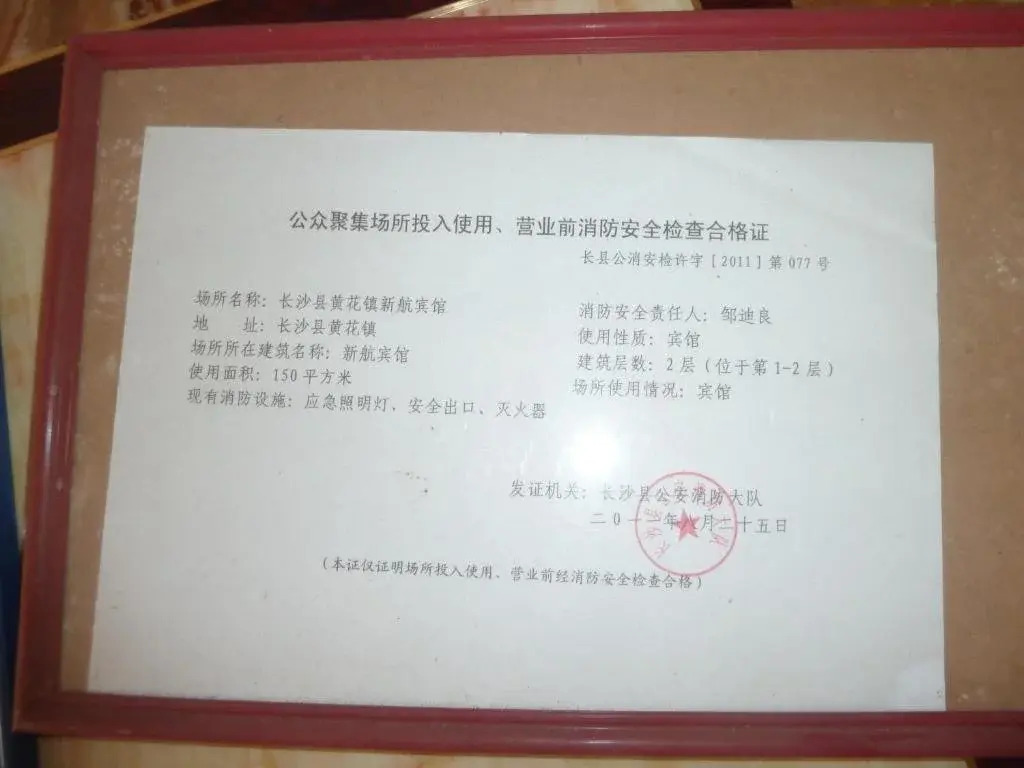 公众聚集场所投入使用、营业前消防安全检查合格证
长县公消安检许字［2011］第 077 号
场所名称：长沙县黄花镇新航宾馆
地 址：长沙县黄花镇
场所所在建筑名称：新航宾馆
使用面积：150 平方米
现有消防设施：应急照明灯、安全出口、灭火器
消防安全责任人：邹迪良
使用性质：宾馆
建筑层数：2 层（位于第 1-2 层）
场所使用情况：宾馆
发证机关：长沙县公安消防大队
二0一 年 月二十五日
（本证仅证明场所投入使用、营业前经消防安全检查合格）